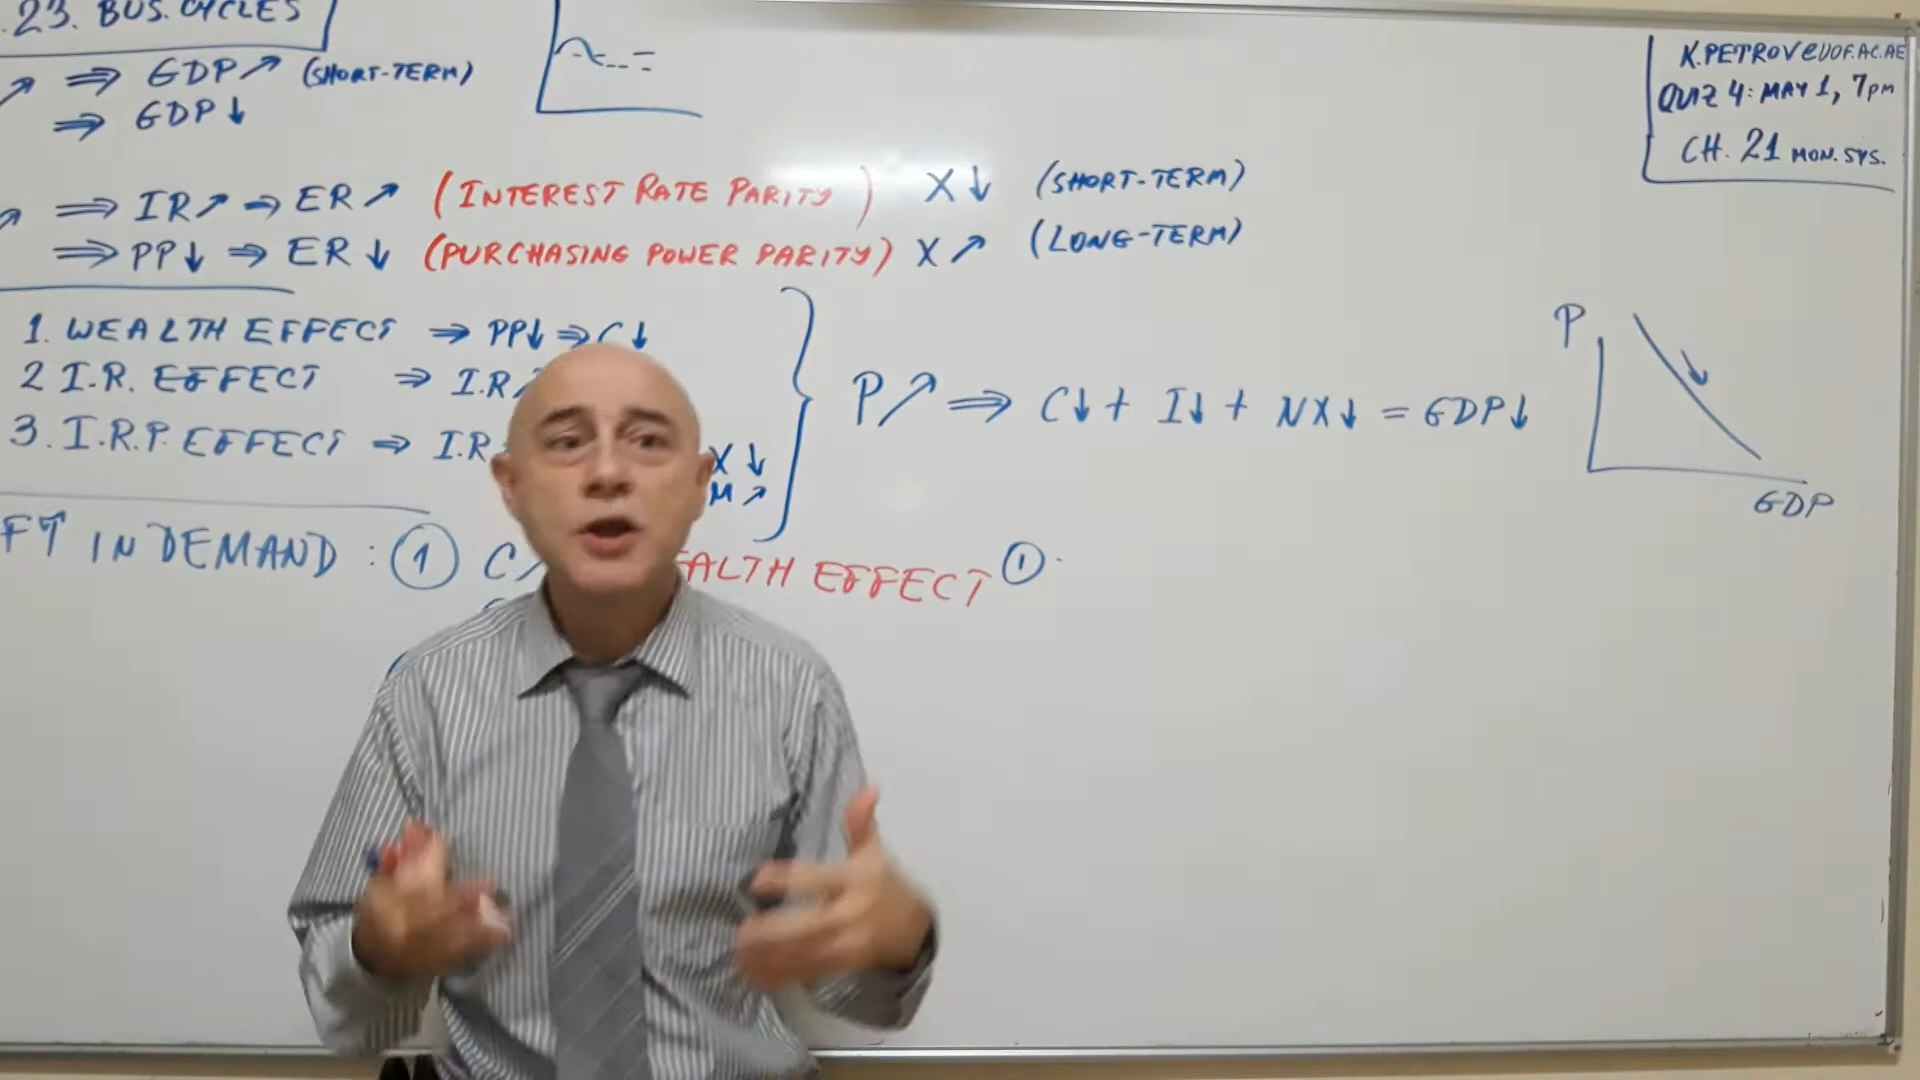 .23. BUS. CYCLES
↗ ⇒ GDP↗ (SHORT-TERM)
⇒ GDP↓
↗ ⇒ IR↗ ⇒ ER↗ (INTEREST RATE PARITY) X↓ (SHORT-TERM)
⇒ PP↓ ⇒ ER↓ (PURCHASING POWER PARITY) X↗ (LONG-TERM)
1. WEALTH EFFECT ⇒ PP↓ ⇒ C↓
2 I.R. EFFECT ⇒ I.R↗
3. I.R.P. EFFECT ⇒ I.R.
X↓
M↗
P↗ ⇒ C↓ + I↓ + NX↓ = GDP↓
P
GDP
FT IN DEMAND : ① C↗ EALTH EFFECT ①
K.PETROV@UOF.AC.AE
QUIZ 4: MAY 1, 7PM
CH. 21 MON. SYS.